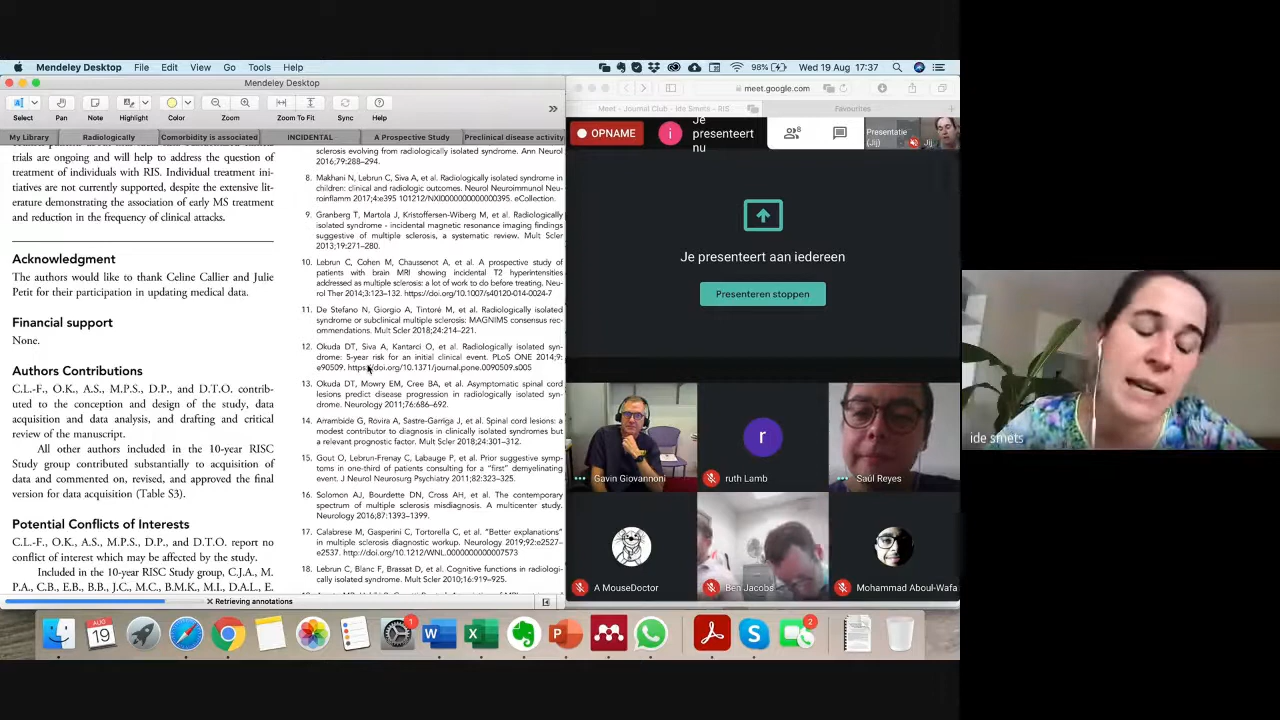 Mendeley Desktop File Edit View Go Tools Help
98% Wed 19 Aug 17:37
Mendeley Desktop
Select Pan Note Highlight Color Zoom Zoom To Fit Sync Help
My Library Radiologically Comorbidity is associated INCIDENTAL A Prospective Study Preclinical disease activity
trials are ongoing and will help to address the question of
treatment of individuals with RIS. Individual treatment ini-
tiatives are not currently supported, despite the extensive lit-
erature demonstrating the association of early MS treatment
and reduction in the frequency of clinical attacks.
Acknowledgment
The authors would like to thank Celine Callier and Julie
Petit for their participation in updating medical data.
Financial support
None.
Authors Contributions
C.L.-F., O.K., A.S., M.P.S., D.P., and D.T.O. contrib-
uted to the conception and design of the study, data
acquisition and data analysis, and drafting and critical
review of the manuscript.
All other authors included in the 10-year RISC
Study group contributed substantially to acquisition of
data and commented on, revised, and approved the final
version for data acquisition (Table S3).
Potential Conflicts of Interests
C.L.-F., O.K., A.S., M.P.S., D.P., and D.T.O. report
no conflict of interest which may be affected by the study.
Included in the 10-year RISC Study group, C.J.A., M.
P.A., C.B., E.B., B.B., J.C., M.C., B.M.K., M.I., D.A.L., E.
sclerosis evolving from radiologically isolated syndrome. Ann Neurol
2016;79:288–294.
8. Makhani N, Lebrun C, Siva A, et al. Radiologically isolated syndrome in
children: clinical and radiologic outcomes. Neurol Neuroimmunol Neu-
roinflamm 2017;4:e395 101212/NXI0000000000000395. eCollection.
9. Granberg T, Martola J, Kristoffersen-Wiberg M, et al. Radiologically
isolated syndrome - incidental magnetic resonance imaging findings
suggestive of multiple sclerosis, a systematic review. Mult Scler
2013;19:271–280.
10. Lebrun C, Cohen M, Chaussenot A, et al. A prospective study of
patients with brain MRI showing incidental T2 hyperintensities
addressed as multiple sclerosis: a lot of work to do before treating. Neu-
rol Ther 2014;3:123–132. https://doi.org/10.1007/s40120-014-0024-7
11. De Stefano N, Giorgio A, Tintoré M, et al. Radiologically isolated
syndrome or subclinical multiple sclerosis: MAGNIMS consensus rec-
ommendations. Mult Scler 2018;24:214–221.
12. Okuda DT, Siva A, Kantarci O, et al. Radiologically isolated syn-
drome: 5-year risk for an initial clinical event. PLoS ONE 2014;9:
e90509. https://doi.org/10.1371/journal.pone.0090509.s005
13. Okuda DT, Mowry EM, Cree BA, et al. Asymptomatic spinal cord
lesions predict disease progression in radiologically isolated syn-
drome. Neurology 2011;76:686–692.
14. Arrambide G, Rovira A, Sastre-Garriga J, et al. Spinal cord lesions: a
modest contributor to diagnosis in clinically isolated syndromes but
a relevant prognostic factor. Mult Scler 2018;24:301–312.
15. Gout O, Lebrun-Frenay C, Labauge P, et al. Prior suggestive symp-
toms in one-third of patients consulting for a "first" demyelinating
event. J Neurol Neurosurg Psychiatry 2011;82:323–325.
16. Solomon AJ, Bourdette DN, Cross AH, et al. The contemporary
spectrum of multiple sclerosis misdiagnosis. A multicenter study.
Neurology 2016;87:1393–1399.
17. Calabrese M, Gasperini C, Tortorella C, et al. "Better explanations"
in multiple sclerosis diagnostic workup. Neurology 2019;92:e2527–
e2537. http://doi.org/10.1212/WNL.0000000000007573
18. Lebrun C, Blanc F, Brassat D, et al. Cognitive functions in radiologi-
cally isolated syndrome. Mult Scler 2010;16:919–925.
Retrieving annotations
meet.google.com
Meet – Journal Club - Ide Smets – RIS
Favourites
OPNAME
i
Je
presenteert
nu
8
Presentatie
(Jij)
Jij
Je presenteert aan iedereen
Presenteren stoppen
Gavin Giovannoni
r
ruth Lamb
Saúl Reyes
A MouseDoctor
Ben Jacobs
Mohammad Aboul-Wafa
ide smets
AUG
19
1
W
X
P
S
2